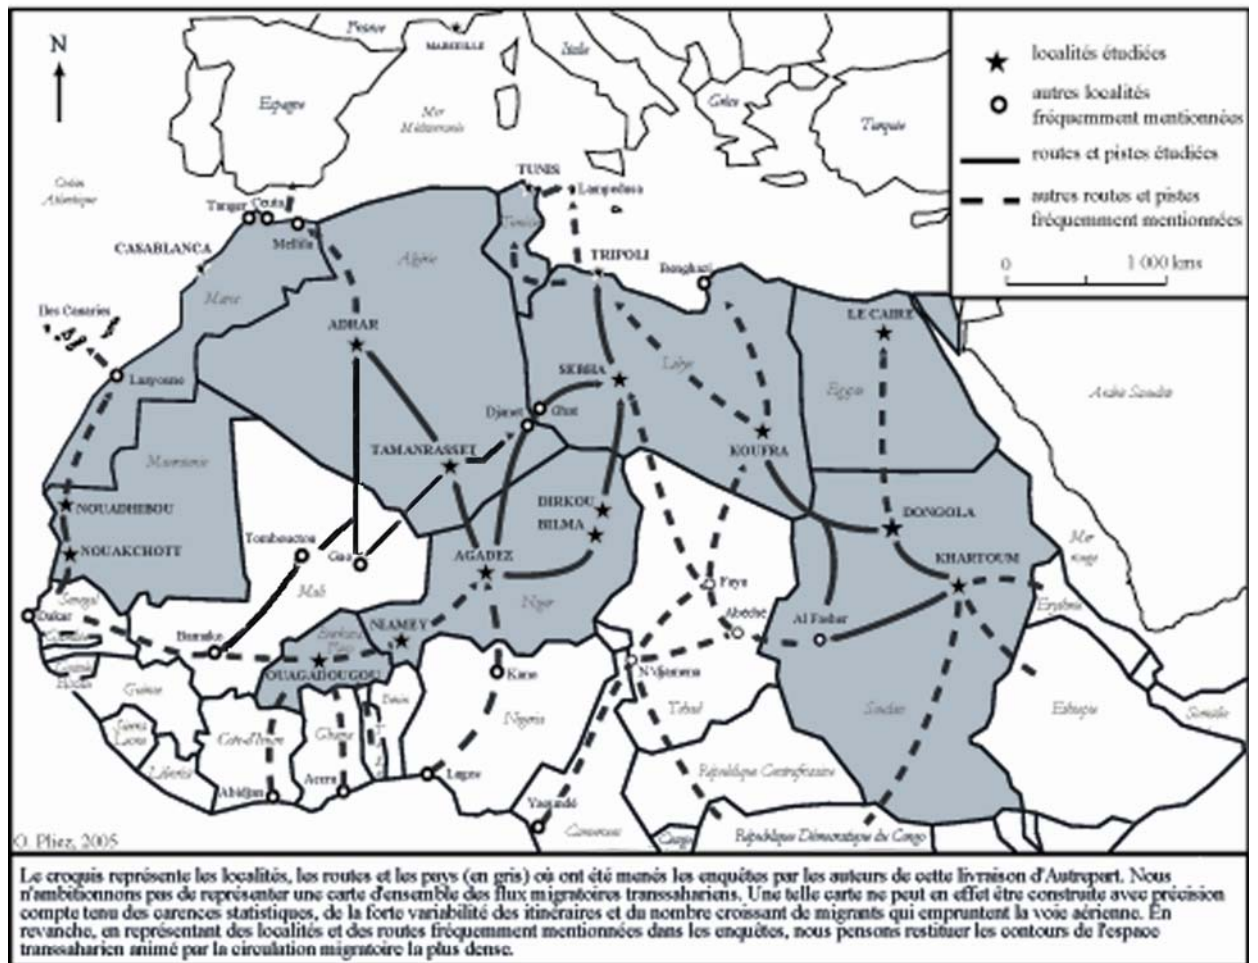 N
France
MARSEILLE
Italie
Espagne
Mer
Méditerranée
Grèce
Turquie
localités étudiées
autres localités
fréquemment mentionnées
routes et pistes étudiées
autres routes et pistes
fréquemment mentionnées
0 1 000 kms
Océan
Atlantique
TUNIS
Lampedusa
Tanger Ceuta
Melilla
Tunisie
CASABLANCA
TRIPOLI
Benghazi
Algérie
Maroc
Iles Canaries
ADRAR
LE CAIRE
Laayoune
SEBHA
Libye
Egypte
Arabie Saoudite
Djanet
Ghat
TAMANRASSET
KOUFRA
Mauritanie
NOUADHIBOU
DIRKOU
BILMA
DONGOLA
Tombouctou
Gao
NOUAKCHOTT
AGADEZ
KHARTOUM
Mer
rouge
Mali
Niger
Faya
Sénégal
Dakar
Abéché
Al Fasher
Erythrée
Gambie
Bamako
Burkina
Faso
NIAMEY
OUAGADOUGOU
Guinée
Bissau
Guinée
Kano
N'djamena
Bénin
Tchad
Soudan
Ethiopie
Somalie
Sierra
Leone
Côte-d'Ivoire
Ghana
Nigeria
Libéria
République Centrafricaine
Abidjan
Accra
Lagos
Yaoundé
Cameroun
Congo
République Démocratique du Congo
O. Pliez, 2005
Le croquis représente les localités, les routes et les pays (en gris) où ont été menés les enquêtes par les auteurs de cette livraison d'Autrepart. Nous
n'ambitionnons pas de représenter une carte d'ensemble des flux migratoires transsahariens. Une telle carte ne peut en effet être construite avec précision
compte tenu des carences statistiques, de la forte variabilité des itinéraires et du nombre croissant de migrants qui empruntent la voie aérienne. En
revanche, en représentant des localités et des routes fréquemment mentionnées dans les enquêtes, nous pensons restituer les contours de l'espace
transsaharien animé par la circulation migratoire la plus dense.